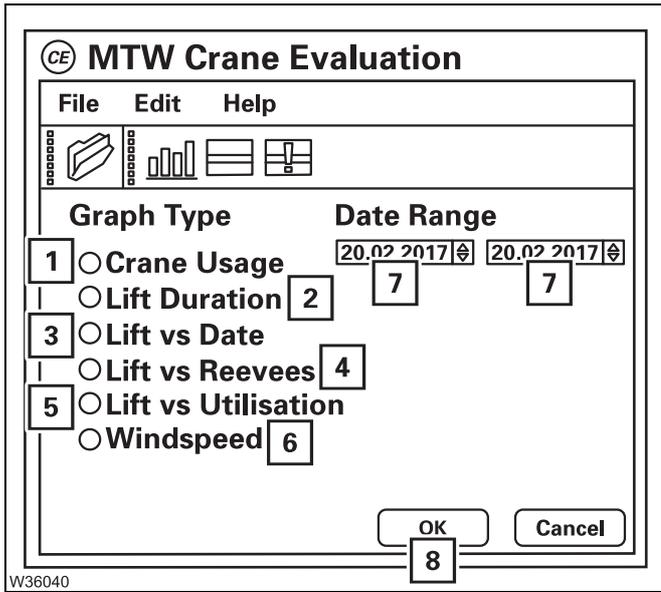 CE MTW Crane Evaluation
File Edit Help
Graph Type Date Range
20.02.2017 20.02.2017
7 7
1 Crane Usage
Lift Duration 2
3 Lift vs Date
Lift vs Reevees 4
5 Lift vs Utilisation
Windspeed 6
OK Cancel
8
W36040